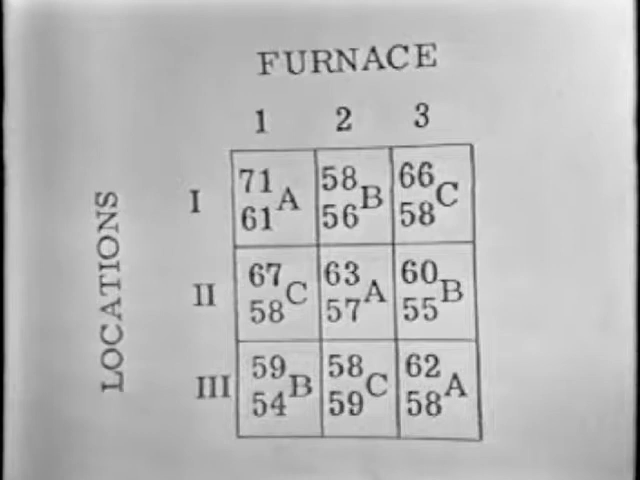 FURNACE
1 2 3
LOCATIONS
I 71 61 A 58 56 B 66 58 C
II 67 58 C 63 57 A 60 55 B
III 59 54 B 58 59 C 62 58 A